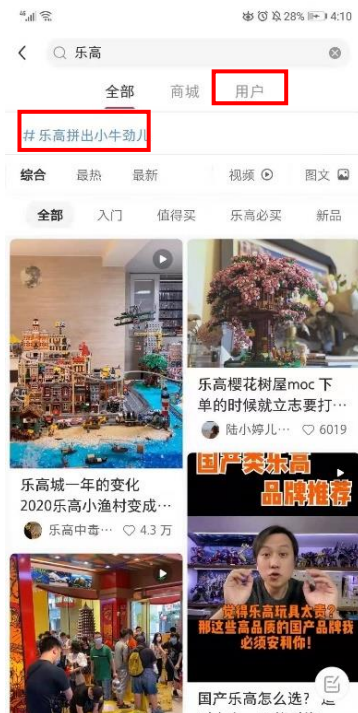 28% 4:10
乐高
全部 商城 用户
# 乐高拼出小牛劲儿
综合 最热 最新 视频 图文
全部 入门 值得买 乐高必买 新品
乐高樱花树屋moc 下
单的时候就立志要打…
陆小婷儿… 6019
乐高城一年的变化
2020乐高小渔村变成…
乐高中毒… 4.3 万
国产类乐高
品牌推荐
觉得乐高玩具太贵?
那这些高品质的国产品牌我
必须安利你!
国产乐高怎么选?